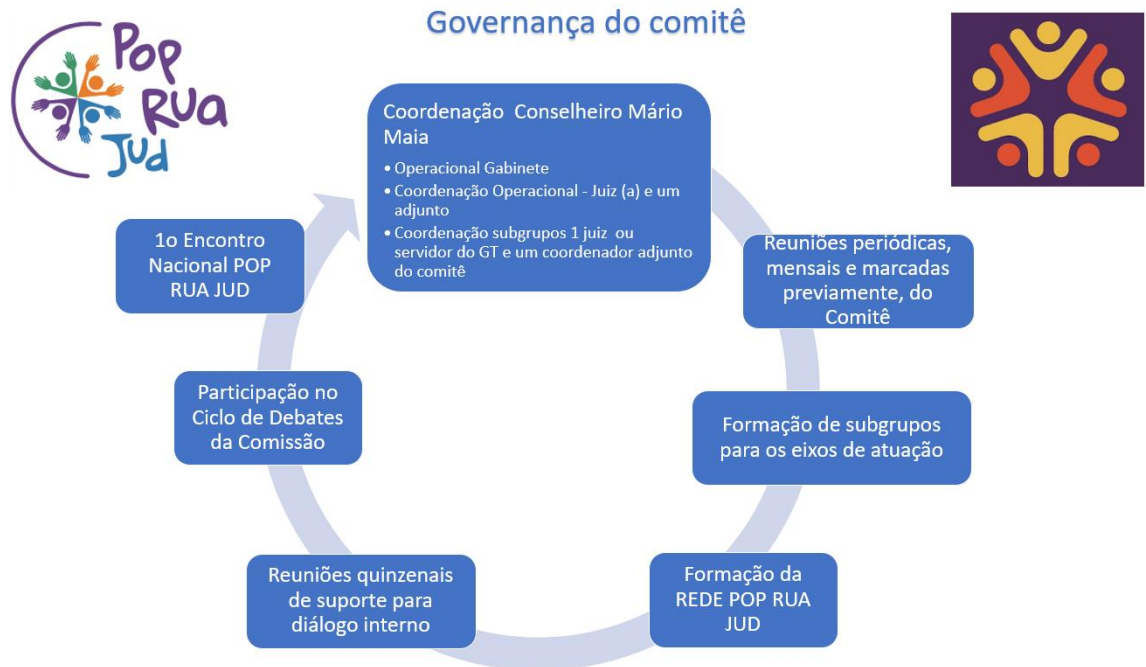 Governança do comitê
Pop
Rua
Jud
Coordenação Conselheiro Mário
Maia
• Operacional Gabinete
• Coordenação Operacional - Juiz (a) e um
adjunto
• Coordenação subgrupos 1 juiz ou
servidor do GT e um coordenador adjunto
do comitê
Reuniões periódicas,
mensais e marcadas
previamente, do
Comitê
Formação de subgrupos
para os eixos de atuação
Formação da
REDE POP RUA
JUD
Reuniões quinzenais
de suporte para
diálogo interno
Participação no
Ciclo de Debates
da Comissão
1o Encontro
Nacional POP
RUA JUD